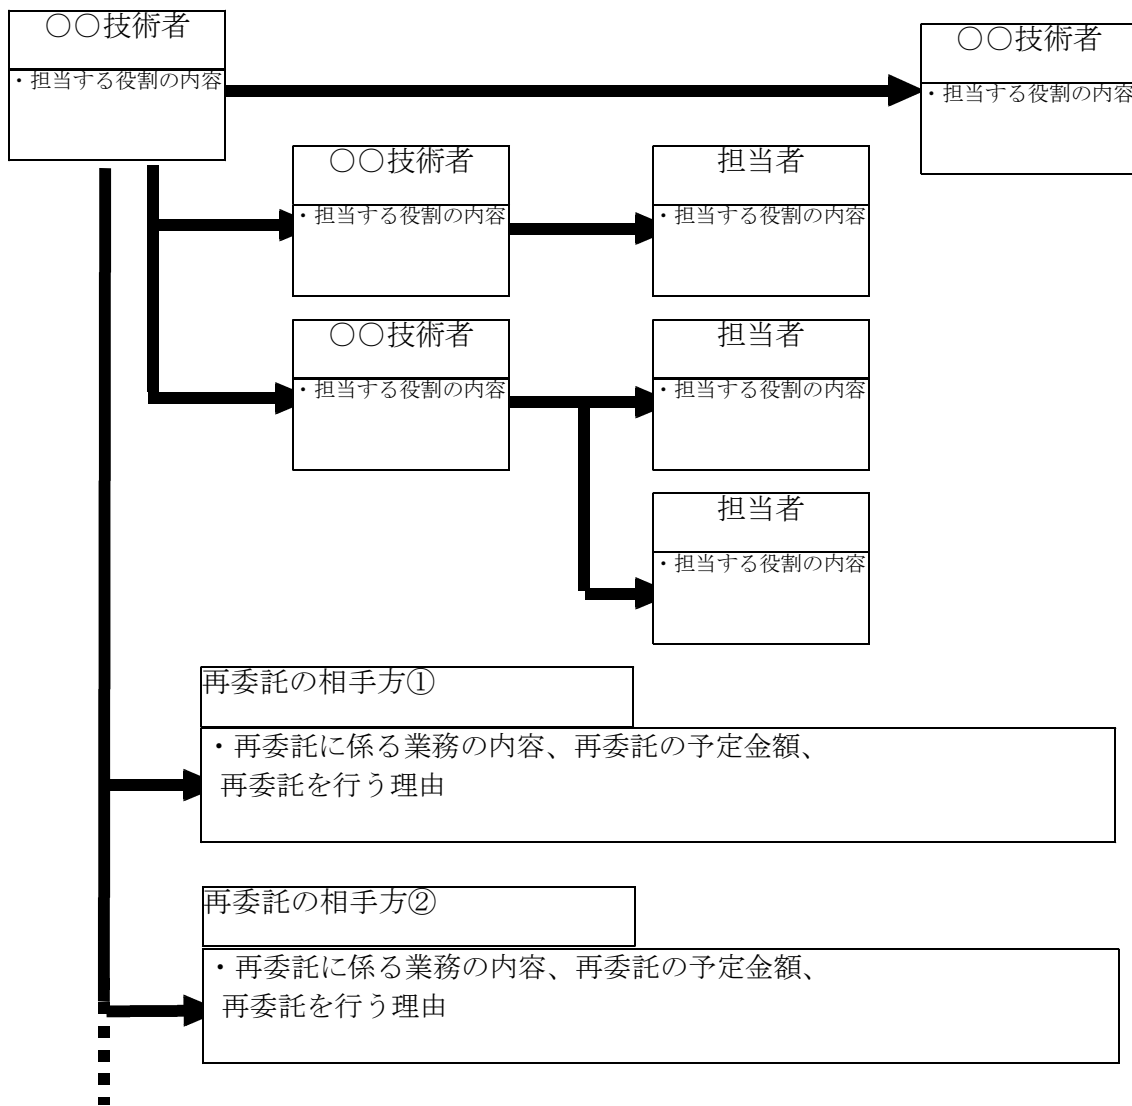 ○○技術者
・担当する役割の内容
○○技術者
・担当する役割の内容
○○技術者
・担当する役割の内容
担当者
・担当する役割の内容
○○技術者
・担当する役割の内容
担当者
・担当する役割の内容
担当者
・担当する役割の内容
再委託の相手方①
・再委託に係る業務の内容、再委託の予定金額、
再委託を行う理由
再委託の相手方②
・再委託に係る業務の内容、再委託の予定金額、
再委託を行う理由